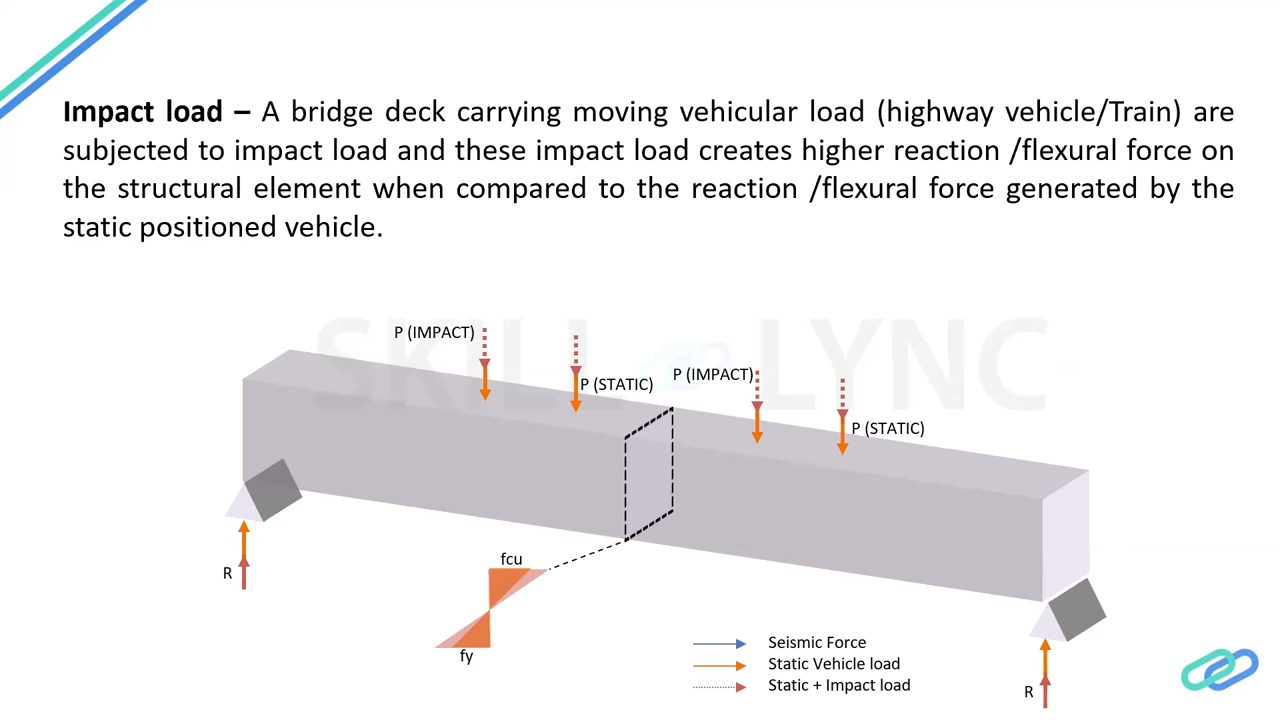 Impact load – A bridge deck carrying moving vehicular load (highway vehicle/Train) are
subjected to impact load and these impact load creates higher reaction /flexural force on
the structural element when compared to the reaction /flexural force generated by the
static positioned vehicle.
SKILL LYNC
P (IMPACT)
P (STATIC)
P (IMPACT)
P (STATIC)
fcu
R
fy
R
Seismic Force
Static Vehicle load
Static + Impact load